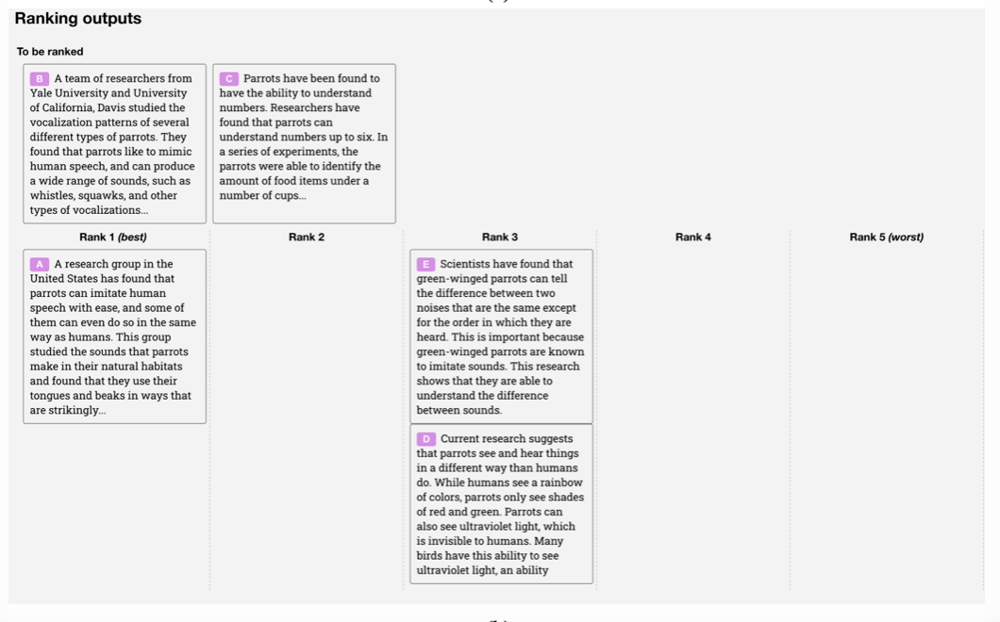 Ranking outputs
To be ranked
B A team of researchers from
Yale University and University
of California, Davis studied the
vocalization patterns of several
different types of parrots. They
found that parrots like to mimic
human speech, and can produce
a wide range of sounds, such as
whistles, squawks, and other
types of vocalizations...
C Parrots have been found to
have the ability to understand
numbers. Researchers have
found that parrots can
understand numbers up to six. In
a series of experiments, the
parrots were able to identify the
amount of food items under a
number of cups...
Rank 1 (best)
Rank 2
Rank 3
Rank 4
Rank 5 (worst)
A A research group in the
United States has found that
parrots can imitate human
speech with ease, and some of
them can even do so in the same
way as humans. This group
studied the sounds that parrots
make in their natural habitats
and found that they use their
tongues and beaks in ways that
are strikingly...
E Scientists have found that
green-winged parrots can tell
the difference between two
noises that are the same except
for the order in which they are
heard. This is important because
green-winged parrots are known
to imitate sounds. This research
shows that they are able to
understand the difference
between sounds.
D Current research suggests
that parrots see and hear things
in a different way than humans
do. While humans see a rainbow
of colors, parrots only see shades
of red and green. Parrots can
also see ultraviolet light, which
is invisible to humans. Many
birds have this ability to see
ultraviolet light, an ability